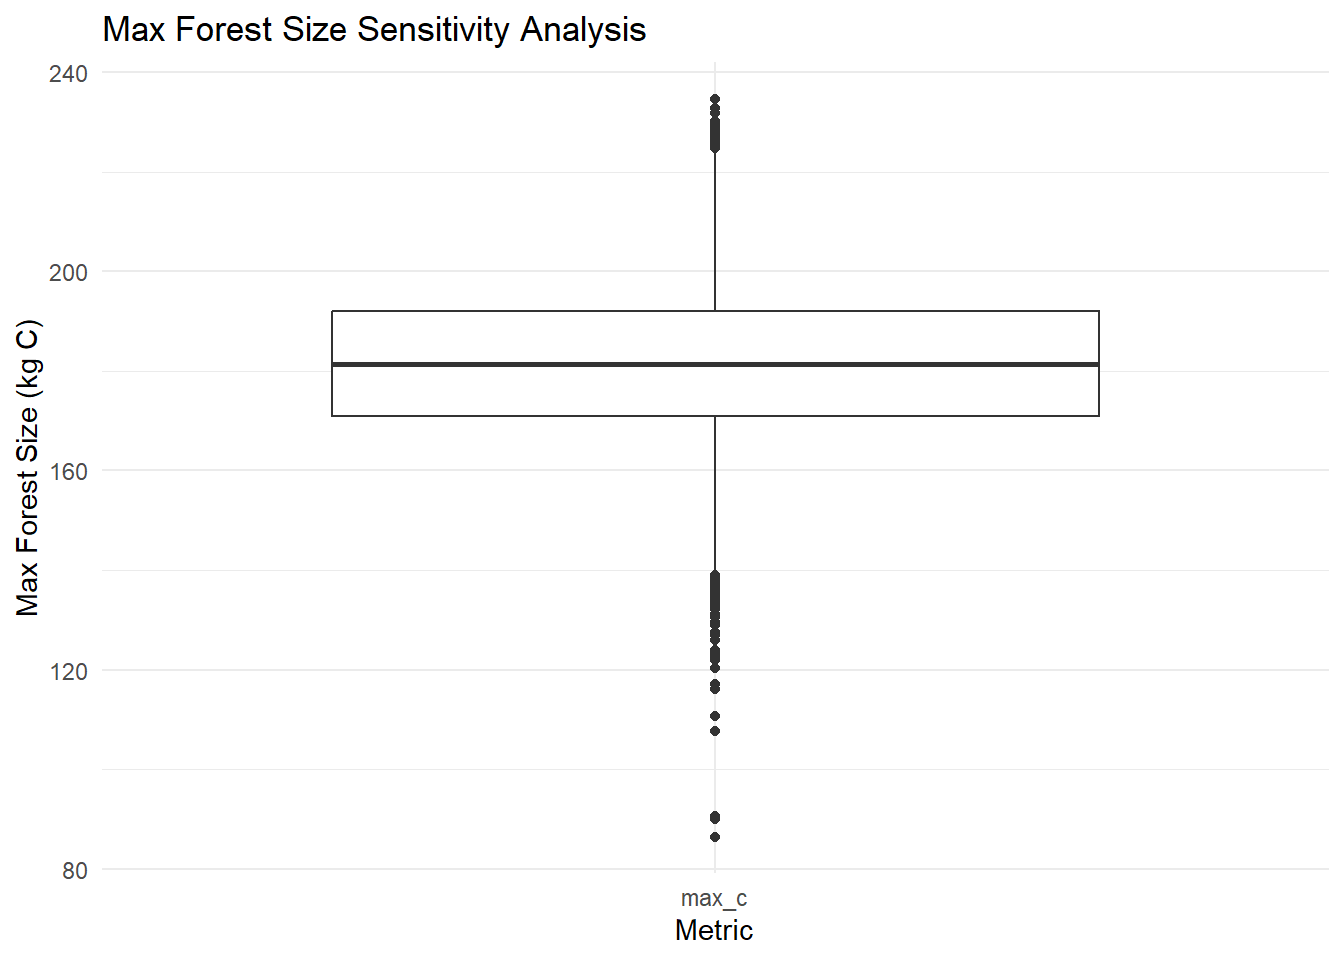 Max Forest Size Sensitivity Analysis
Max Forest Size (kg C)
240
200
160
120
80
max_c
Metric